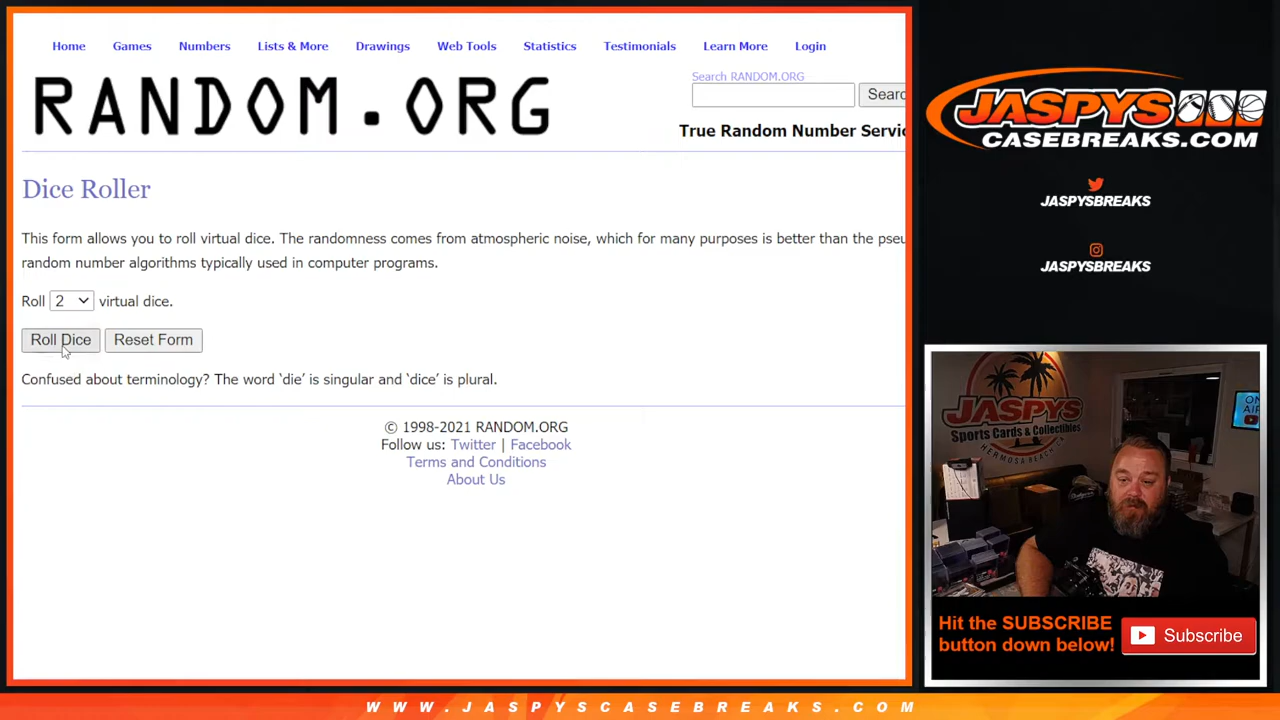 Home Games Numbers Lists & More Drawings Web Tools Statistics Testimonials Learn More Login
RANDOM.ORG
Search RANDOM.ORG
Searc
True Random Number Servic
Dice Roller
This form allows you to roll virtual dice. The randomness comes from atmospheric noise, which for many purposes is better than the pseu
random number algorithms typically used in computer programs.
Roll 2 virtual dice.
Roll Dice Reset Form
Confused about terminology? The word ‘die’ is singular and ‘dice’ is plural.
© 1998-2021 RANDOM.ORG
Follow us: Twitter | Facebook
Terms and Conditions
About Us
JASPYS
CASEBREAKS.COM
JASPYSBREAKS
JASPYSBREAKS
JASPYS
Sports Cards & Collectibles
HERMOSA BEACH CA
ON
AIR
Hit the SUBSCRIBE
button down below!
Subscribe
WWW.JASPYSCASEBREAKS.COM